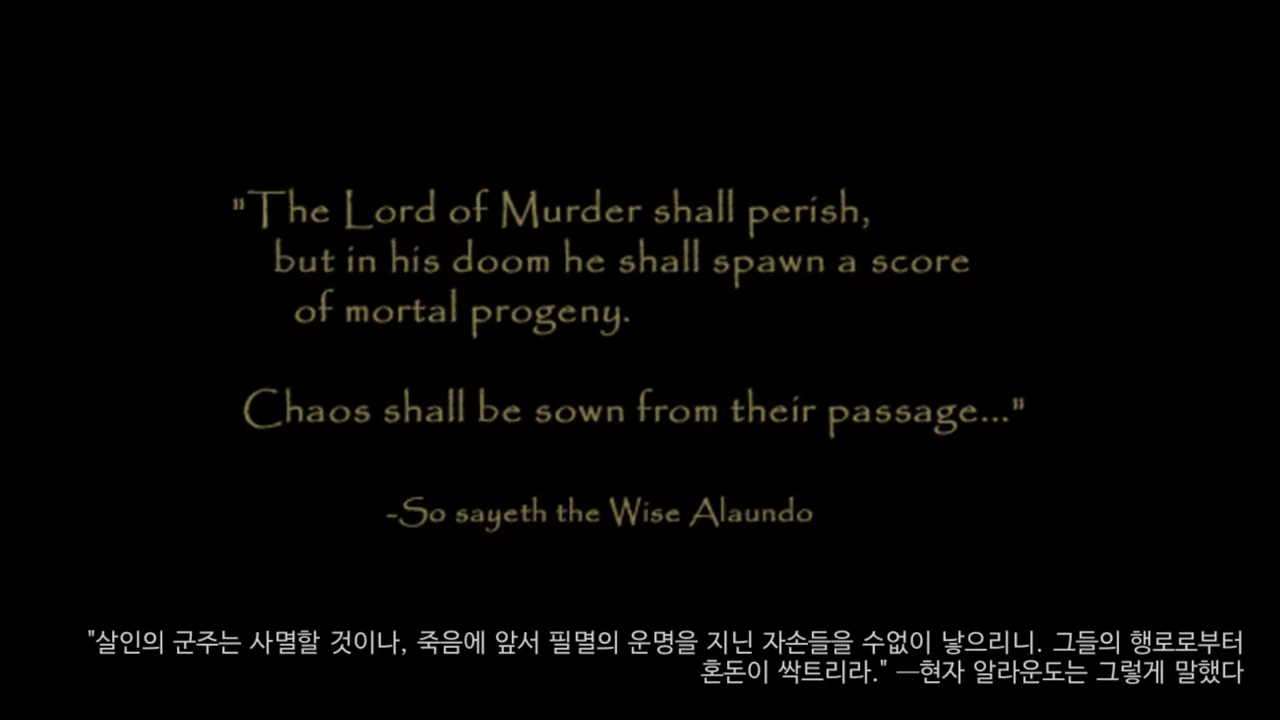 "The Lord of Murder shall perish,
but in his doom he shall spawn a score
of mortal progeny.
Chaos shall be sown from their passage..."
-So sayeth the Wise Alaundo
"살인의 군주는 사멸할 것이나, 죽음에 앞서 필멸의 운명을 지닌 자손들을 수없이 낳으리니. 그들의 행로로부터
혼돈이 싹트리라." —현자 알라운도는 그렇게 말했다